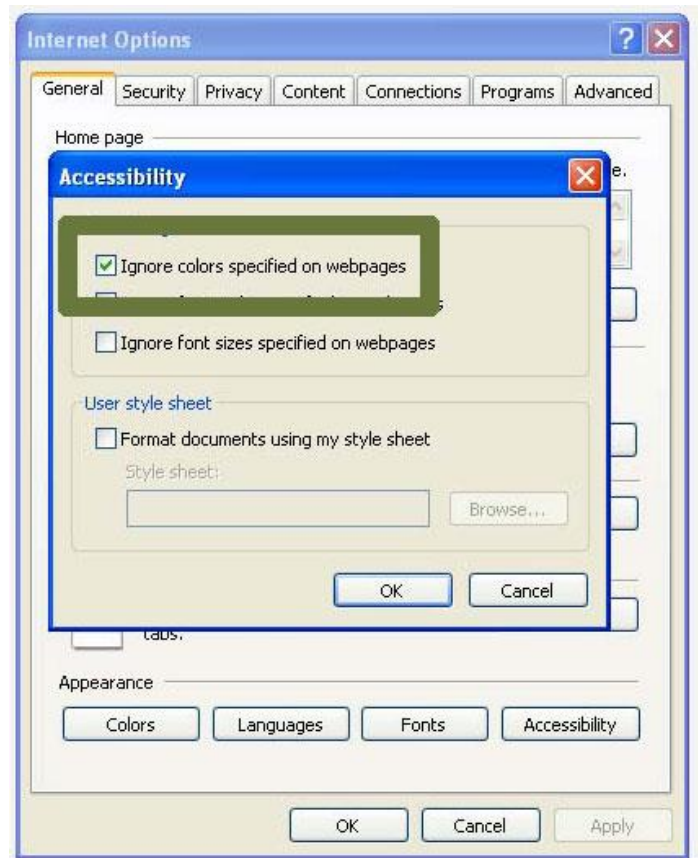 Internet Options
General Security Privacy Content Connections Programs Advanced
Home page
e.
Accessibility
Ignore colors specified on webpages
Ignore font sizes specified on webpages
User style sheet
Format documents using my style sheet
Style sheet:
Browse...
OK Cancel
tabs.
Appearance
Colors Languages Fonts Accessibility
OK Cancel Apply